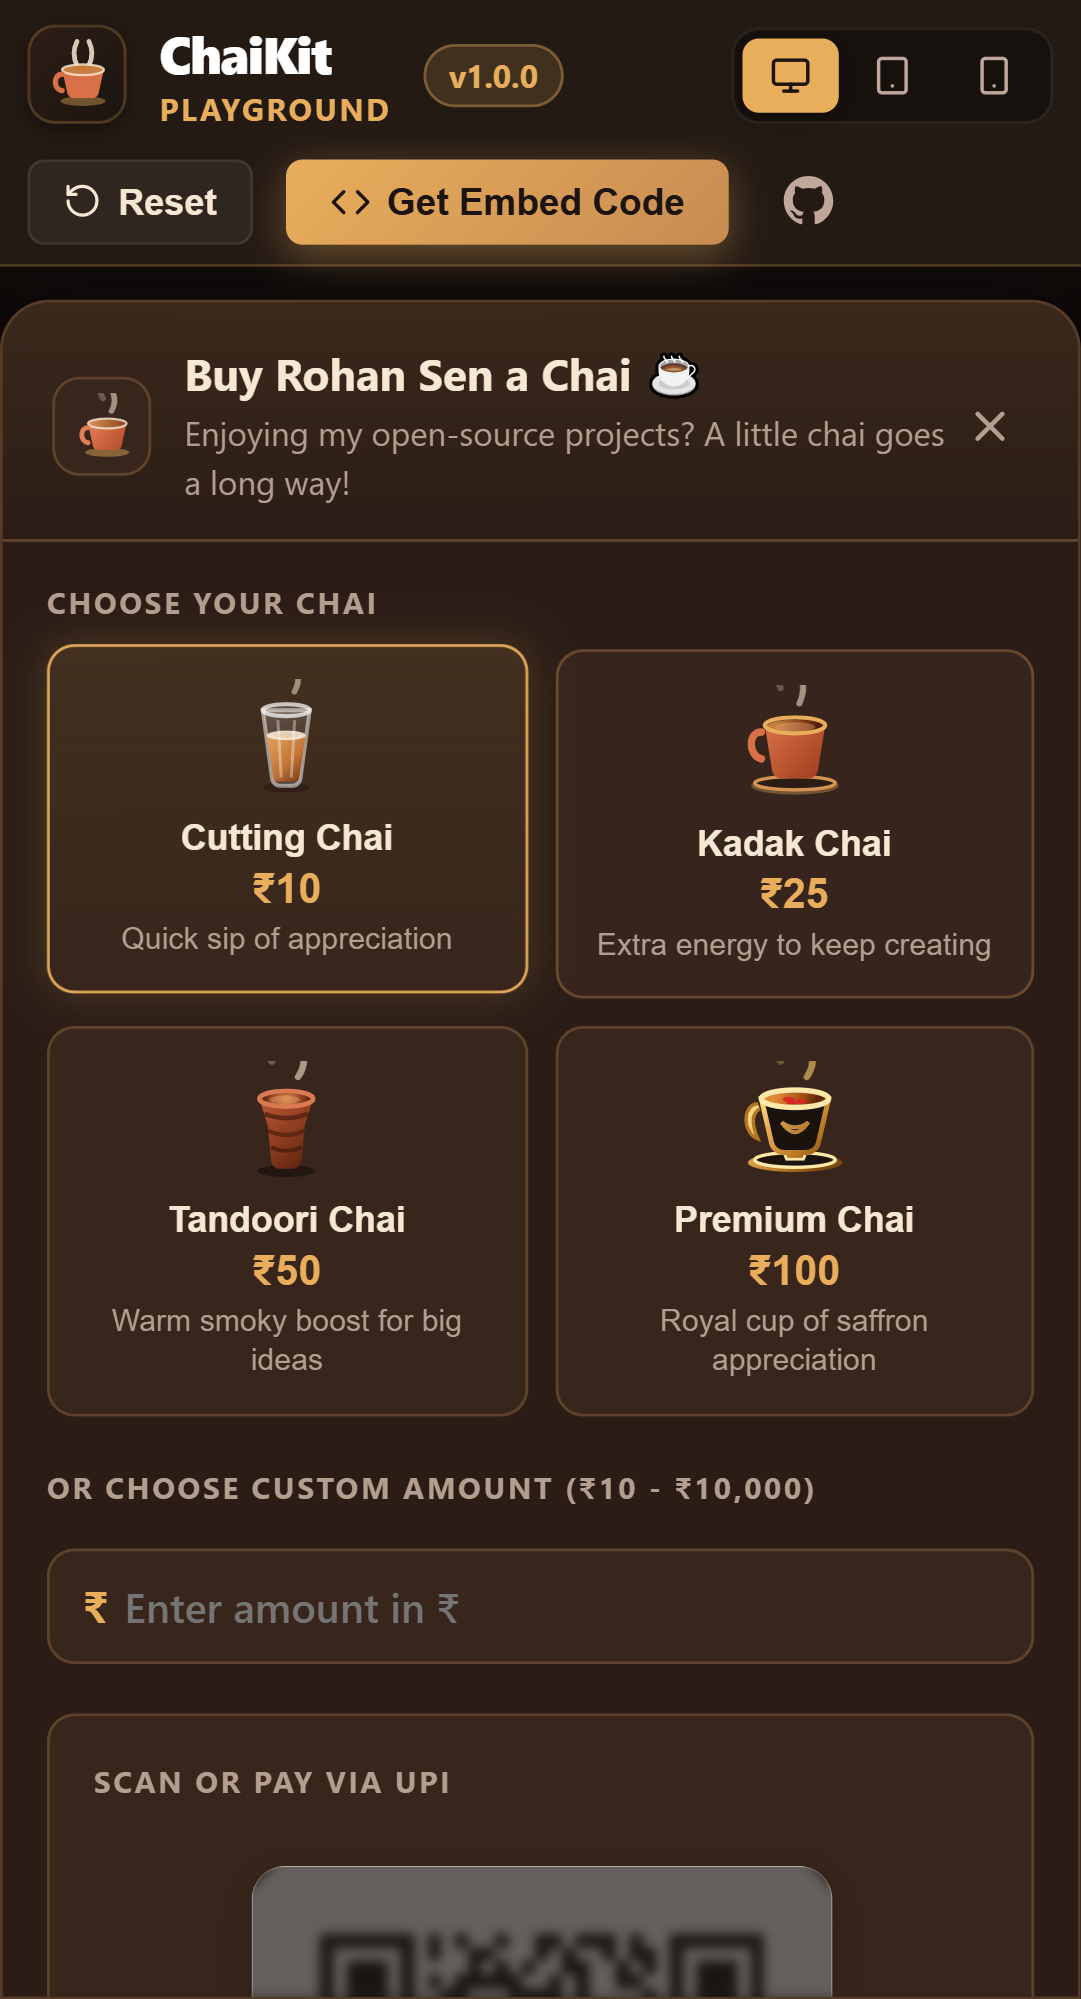 ChaiKit
PLAYGROUND
v1.0.0
Reset
Get Embed Code
Buy Rohan Sen a Chai ☕
Enjoying my open-source projects? A little chai goes
a long way!
CHOOSE YOUR CHAI
Cutting Chai
₹10
Quick sip of appreciation
Kadak Chai
₹25
Extra energy to keep creating
Tandoori Chai
₹50
Warm smoky boost for big
ideas
Premium Chai
₹100
Royal cup of saffron
appreciation
OR CHOOSE CUSTOM AMOUNT (₹10 - ₹10,000)
₹ Enter amount in ₹
SCAN OR PAY VIA UPI